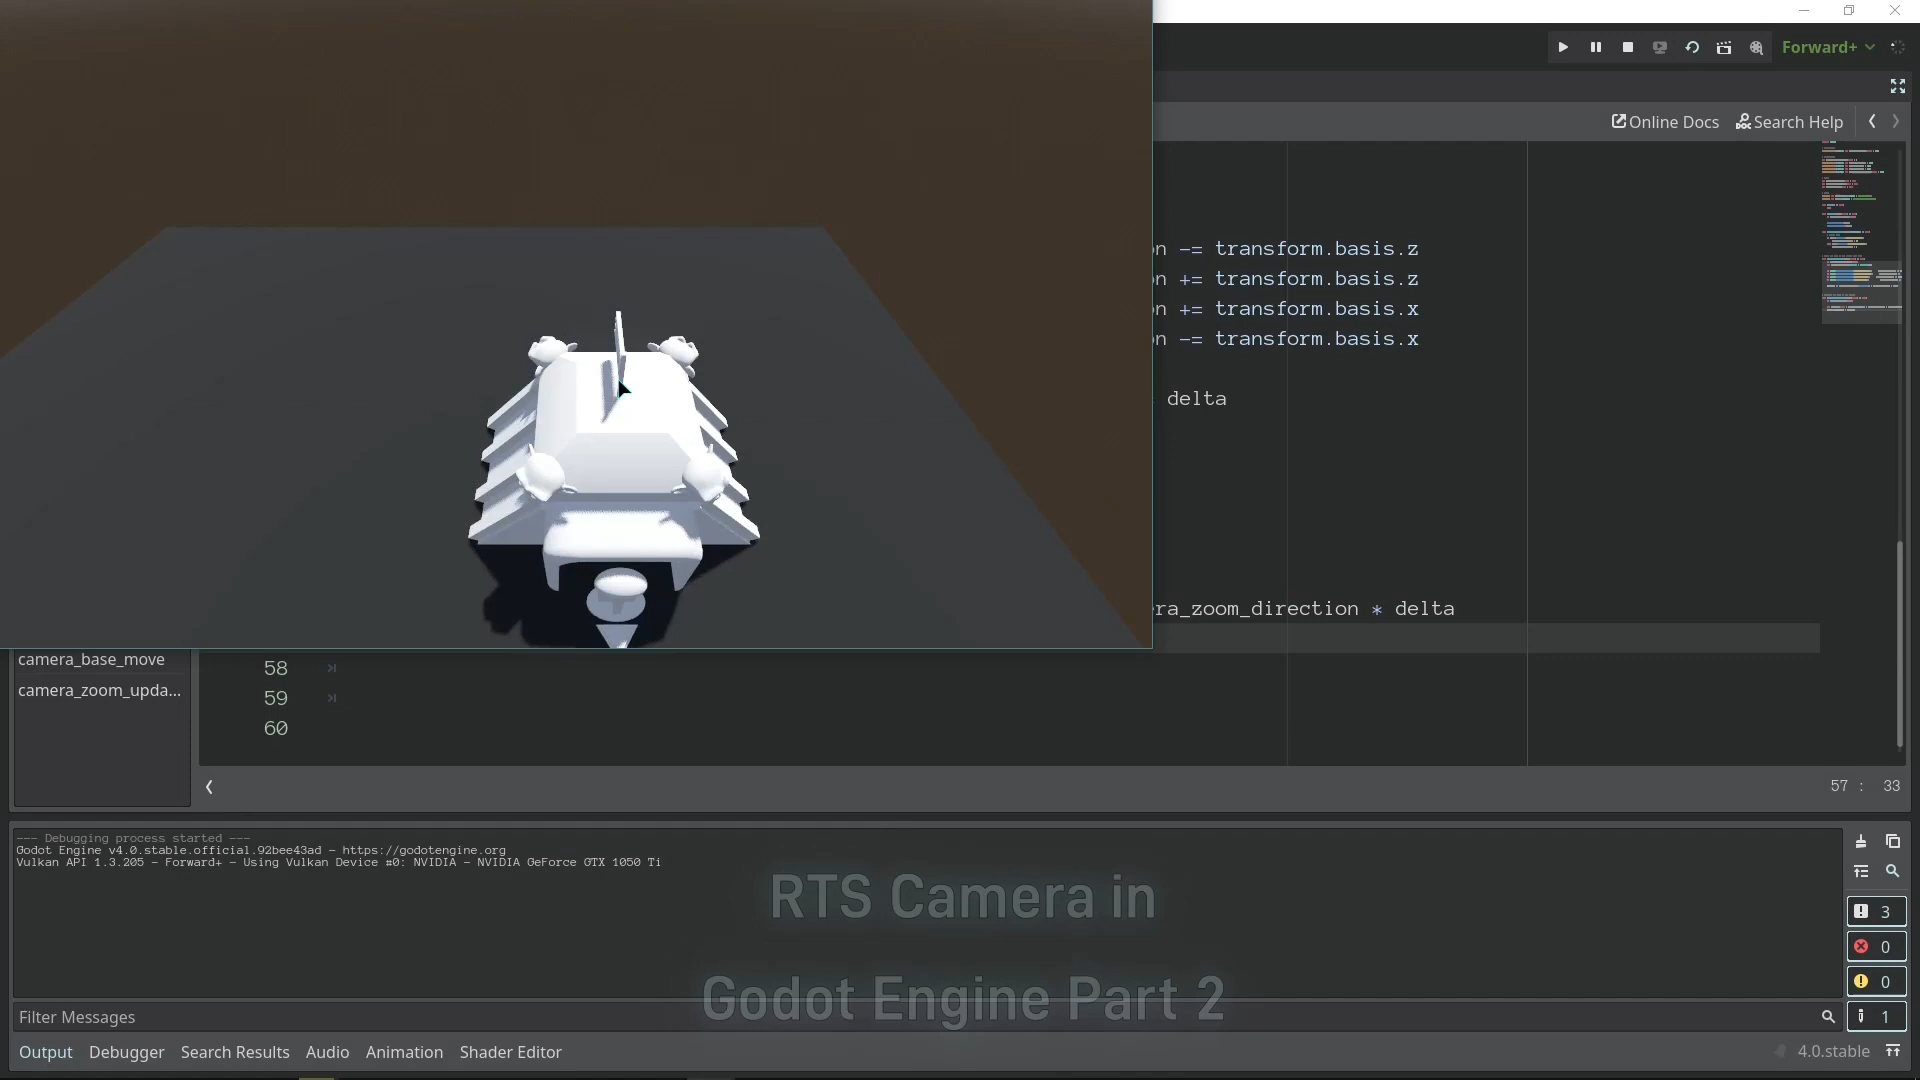 Forward+
Online Docs
Search Help
n -= transform.basis.z
n += transform.basis.z
n += transform.basis.x
n -= transform.basis.x
delta
ra_zoom_direction * delta
camera_base_move
camera_zoom_upda...
58
59
60
57 : 33
--- Debugging process started ---
Godot Engine v4.0.stable.official.92bee43ad - https://godotengine.org
Vulkan API 1.3.205 - Forward+ - Using Vulkan Device #0: NVIDIA - NVIDIA GeForce GTX 1050 Ti
RTS Camera in
Godot Engine Part 2
3
0
0
1
Filter Messages
Output Debugger Search Results Audio Animation Shader Editor
4.0.stable